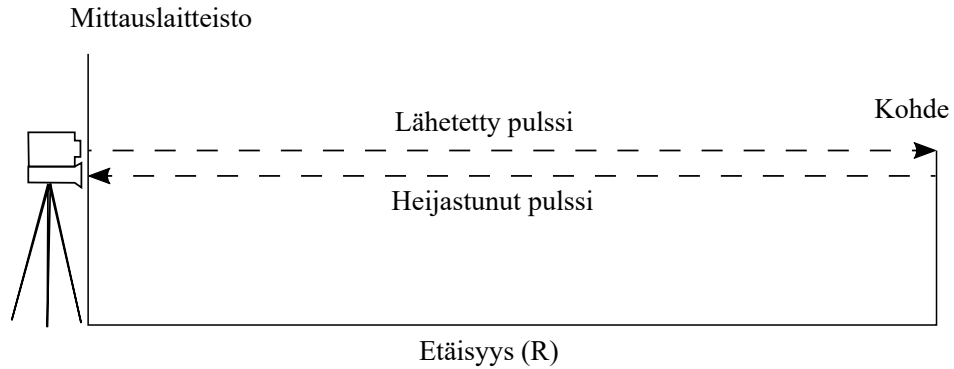 Mittauslaitteisto
Kohde
Lähetetty pulssi
Heijastunut pulssi
Etäisyys (R)